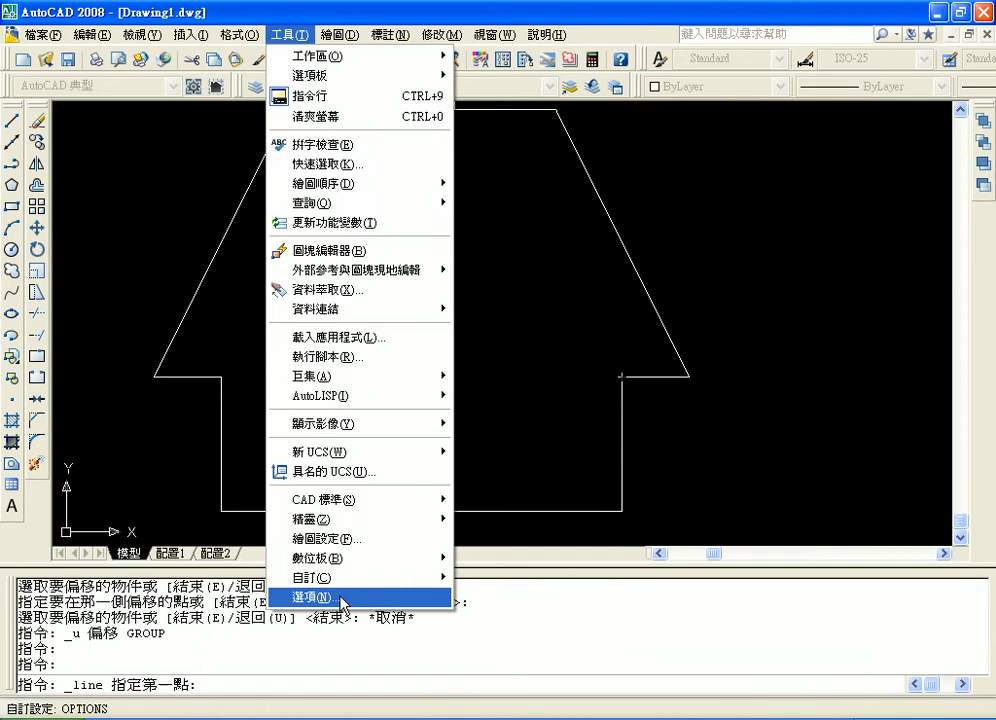 AutoCAD 2008 - [Drawing1.dwg]
檔案(F) 編輯(E) 檢視(V) 插入(I) 格式(O) 工具(T) 繪圖(D) 標註(N) 修改(M) 視窗(W) 說明(H) 鍵入問題以尋求幫助
Standard ISO-25 Standa
AutoCAD 典型 ByLayer ByLayer
工作區(O)
選項板
指令行 CTRL+9
清爽螢幕 CTRL+0
ABC 拼字檢查(E)
快速選取(K)...
繪圖順序(D)
查詢(Q)
更新功能變數(I)
圖塊編輯器(B)
外部參考與圖塊現地編輯
資料萃取(X)...
資料連結
載入應用程式(L)...
執行腳本(R)...
巨集(A)
AutoLISP(I)
顯示影像(Y)
新 UCS(W)
具名的 UCS(U)...
CAD 標準(S)
精靈(Z)
繪圖設定(F)...
數位板(B)
自訂(C)
選項(N)...
Y
X
A
模型 配置1 配置2
選取要偏移的物件或 [結束(E)/退回
指定要在那一側偏移的點或 [結束(E >:
選取要偏移的物件或 [結束(E)/退回(U)] <結束>: *取消*
指令: _u 偏移 GROUP
指令:
指令:
指令: _line 指定第一點:
自訂設定: OPTIONS